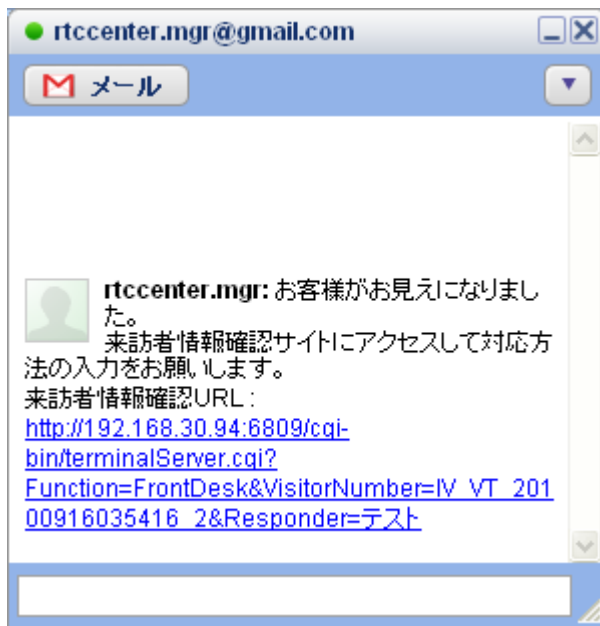 rtccenter.mgr@gmail.com
メール
rtccenter.mgr: お客様がお見えになりまし
た。
来訪者情報確認サイトにアクセスして対応方
法の入力をお願いします。
来訪者情報確認URL:
http://192.168.30.94:6809/cgi-
bin/terminalServer.cgi?
Function=FrontDesk&VisitorNumber=IV_VT_201
00916035416_2&Responder=テスト